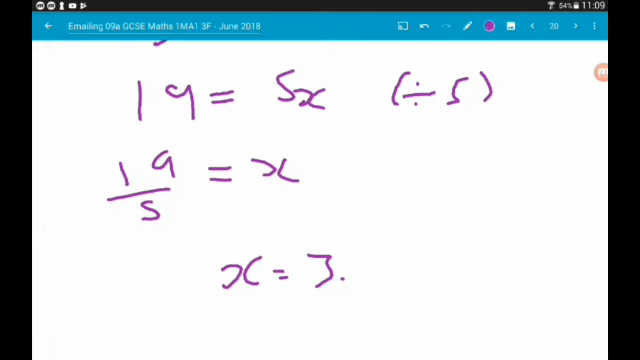 54% 11:09
Emailing 09a GCSE Maths 1MA1 3F - June 2018
20
19 = 5x (÷5)
19/5 = x
x = 3.